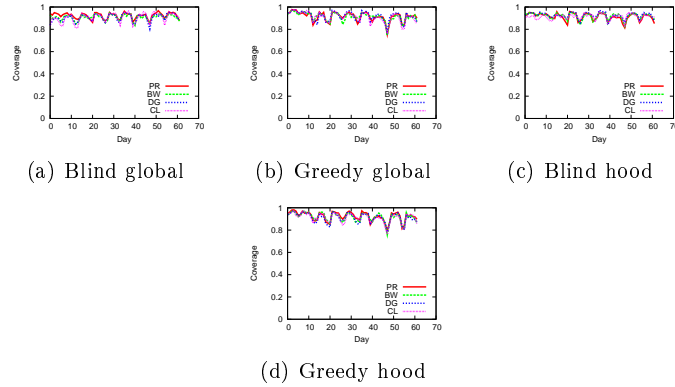 1
0.8
0.6
0.4
0.2
0
Coverage
PR
BW
DG
CL
0 10 20 30 40 50 60 70
Day
(a) Blind global
1
0.8
0.6
0.4
0.2
0
Coverage
PR
BW
DG
CL
0 10 20 30 40 50 60 70
Day
(b) Greedy global
1
0.8
0.6
0.4
0.2
0
Coverage
PR
BW
DG
CL
0 10 20 30 40 50 60 70
Day
(c) Blind hood
1
0.8
0.6
0.4
0.2
0
Coverage
PR
BW
DG
CL
0 10 20 30 40 50 60 70
Day
(d) Greedy hood